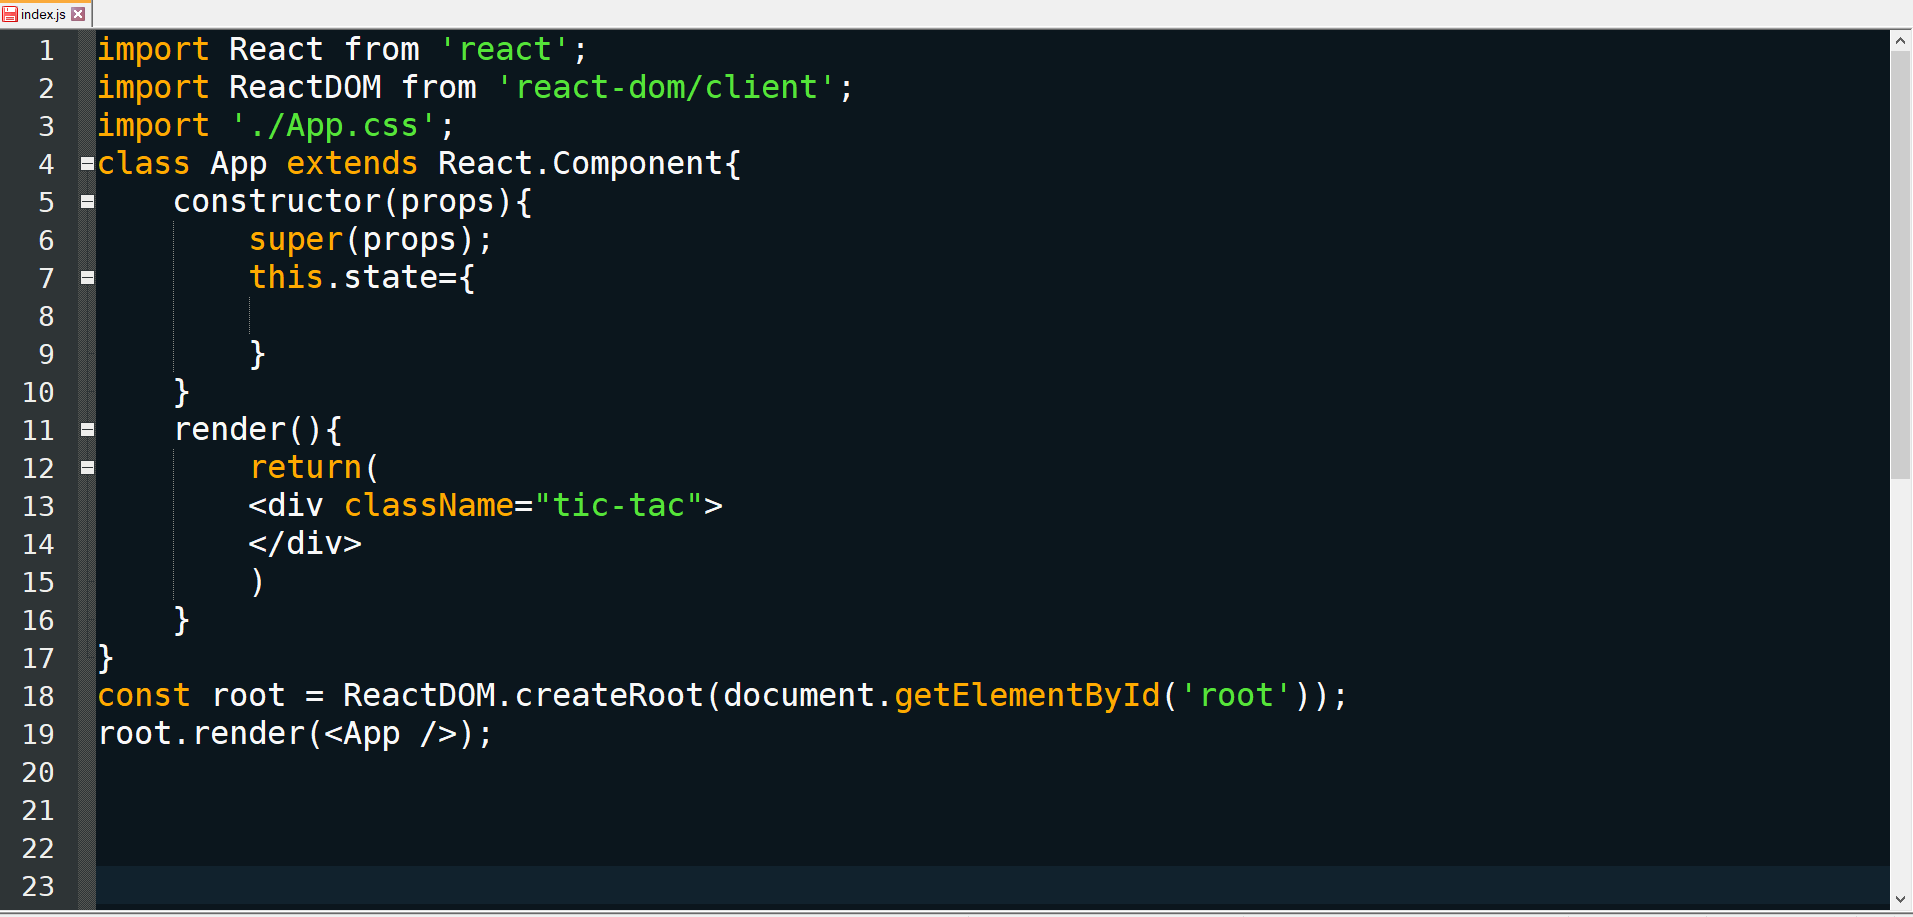 index.js
1 import React from 'react';
2 import ReactDOM from 'react-dom/client';
3 import './App.css';
4 class App extends React.Component{
5     constructor(props){
6         super(props);
7         this.state={
8
9         }
10     }
11     render(){
12         return(
13         <div className="tic-tac">
14         </div>
15         )
16     }
17 }
18 const root = ReactDOM.createRoot(document.getElementById('root'));
19 root.render(<App />);
20
21
22
23